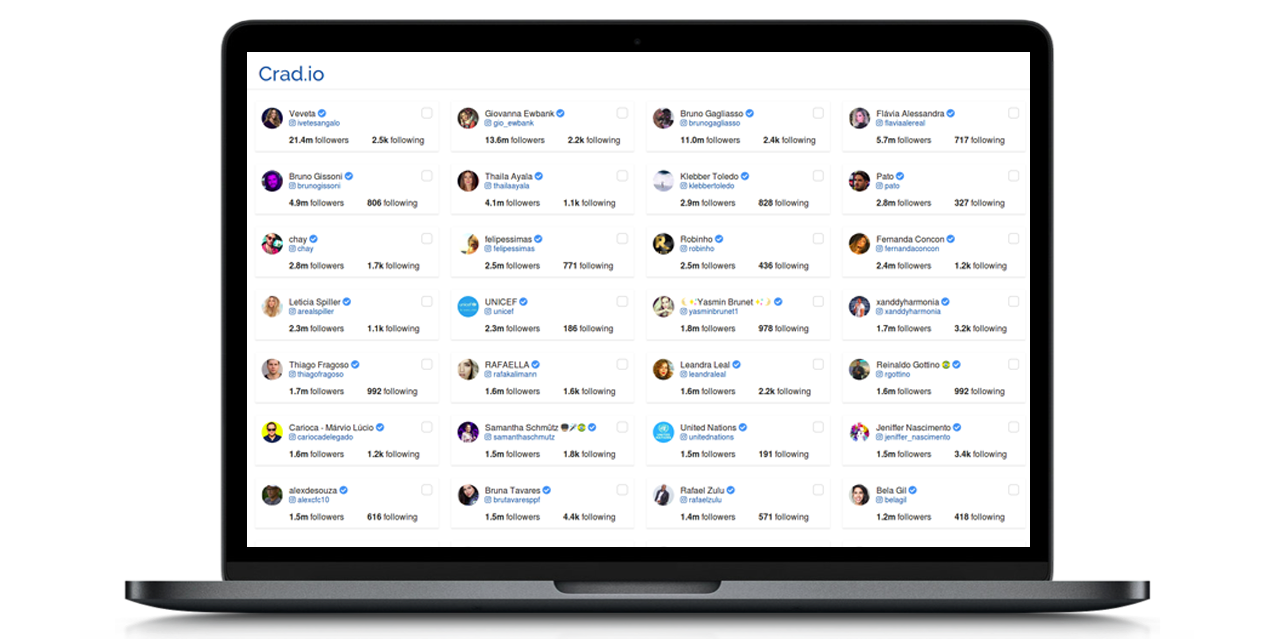 Crad.io
Veveta
ivetesangalo
21.4m followers 2.5k following
Giovanna Ewbank
gio_ewbank
13.6m followers 2.2k following
Bruno Gagliasso
brunogagliasso
11.0m followers 2.4k following
Flávia Alessandra
flaviaalereal
5.7m followers 717 following
Bruno Gissoni
brunogissoni
4.9m followers 806 following
Thaila Ayala
thailaayala
4.1m followers 1.1k following
Klebber Toledo
klebbertoledo
2.9m followers 828 following
Pato
pato
2.8m followers 327 following
chay
chay
2.8m followers 1.7k following
felipessimas
felipessimas
2.5m followers 771 following
Robinho
robinho
2.5m followers 436 following
Fernanda Concon
fernandaconcon
2.4m followers 1.2k following
Leticia Spiller
arealspiller
2.3m followers 1.1k following
UNICEF
unicef
2.3m followers 186 following
🌜✨Yasmin Brunet ✨🌛
yasminbrunet1
1.8m followers 978 following
xanddyharmonia
xanddyharmonia
1.7m followers 3.2k following
Thiago Fragoso
thiagofragoso
1.7m followers 992 following
RAFAELLA
rafakalimann
1.6m followers 1.6k following
Leandra Leal
leandraleal
1.6m followers 2.2k following
Reinaldo Gottino 🇧🇷
rgottino
1.6m followers 992 following
Carioca - Márvio Lúcio
cariocadelegado
1.6m followers 1.2k following
Samantha Schmütz
samanthaschmutz
1.5m followers 1.8k following
United Nations
unitednations
1.5m followers 191 following
Jeniffer Nascimento
jeniffer_nascimento
1.5m followers 3.4k following
alexdesouza
alexcfc10
1.5m followers 616 following
Bruna Tavares
brutavaresppf
1.5m followers 4.4k following
Rafael Zulu
rafaelzulu
1.4m followers 571 following
Bela Gil
belagil
1.2m followers 418 following